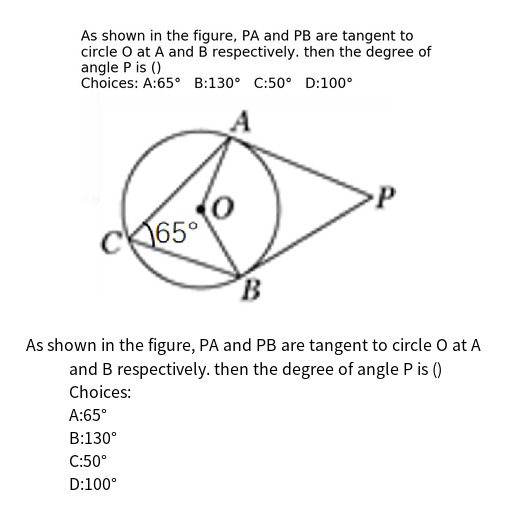 As shown in the figure, PA and PB are tangent to
circle O at A and B respectively. then the degree of
angle P is ()
Choices: A:65° B:130° C:50° D:100°
A
P
O
65°
C
B
As shown in the figure, PA and PB are tangent to circle O at A
and B respectively. then the degree of angle P is ()
Choices:
A:65°
B:130°
C:50°
D:100°